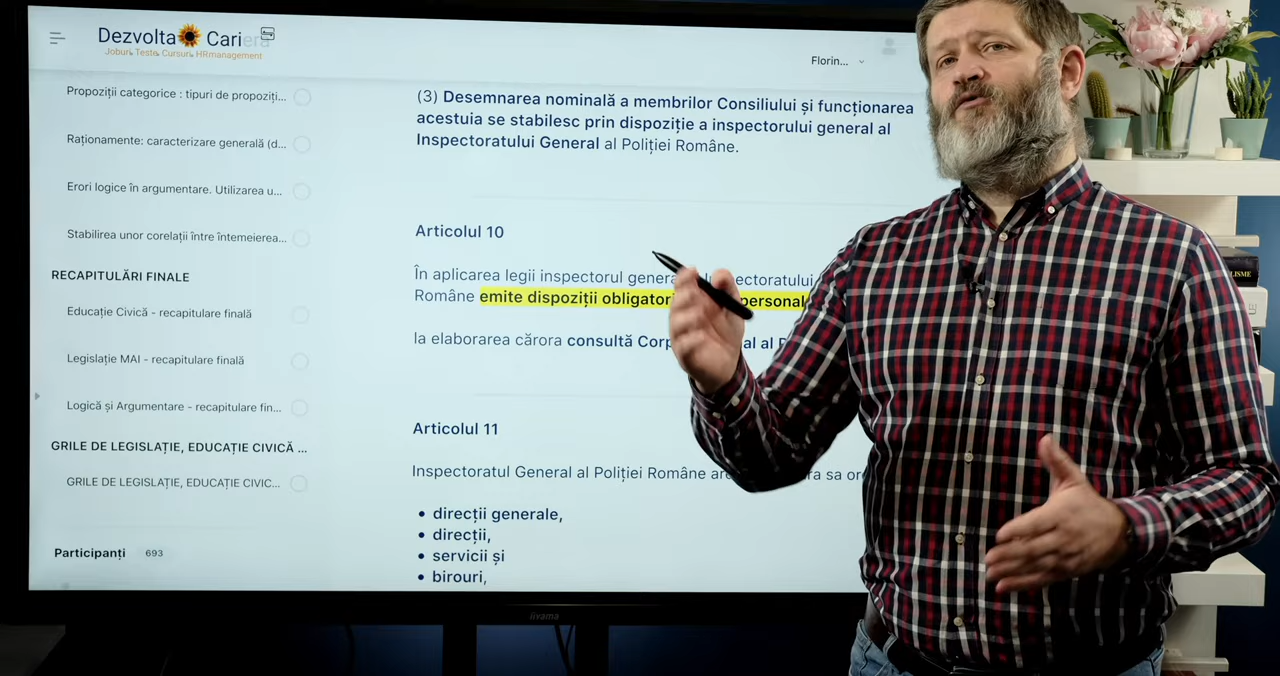 Dezvolta Cariera
Joburi, Teste, Cursuri, HRmanagement
Florin...
Propoziții categorice : tipuri de propoziți...
Raționamente: caracterizare generală (d...
Erori logice în argumentare. Utilizarea u...
Stabilirea unor corelații între întemeierea...
RECAPITULĂRI FINALE
Educație Civică - recapitulare finală
Legislație MAI - recapitulare finală
Logică și Argumentare - recapitulare fin...
GRILE DE LEGISLAȚIE, EDUCAȚIE CIVICĂ ...
GRILE DE LEGISLAȚIE, EDUCAȚIE CIVIC...
Participanți 693
(3) Desemnarea nominală a membrilor Consiliului și funcționarea
acestuia se stabilesc prin dispoziție a inspectorului general al
Inspectoratului General al Poliției Române.
Articolul 10
În aplicarea legii inspectorul genera
Române emite dispoziții obligator personal
la elaborarea cărora consultă Corp al al
Articolul 11
Inspectoratul General al Poliției Române ar ra sa or
• direcții generale,
• direcții,
• servicii și
• birouri,
iiyama
LISME